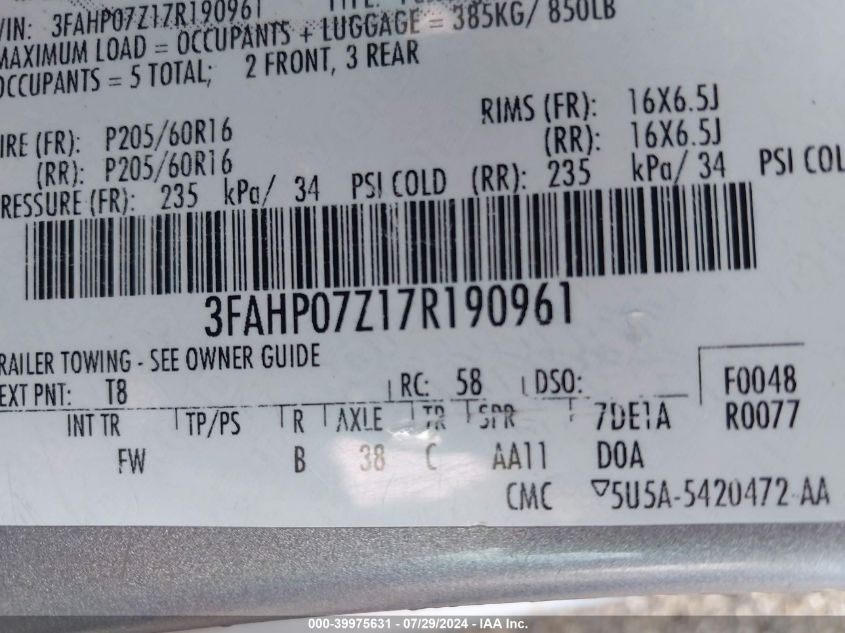 VIN: 3FAHP07Z17R190961 TYPE:
MAXIMUM LOAD = OCCUPANTS + LUGGAGE = 385KG/ 850LB
OCCUPANTS = 5 TOTAL; 2 FRONT, 3 REAR
IRE (FR): P205/60R16 RIMS (FR): 16X6.5J
(RR): P205/60R16 (RR): 16X6.5J
RESSURE (FR): 235 kPa/ 34 PSI COLD (RR): 235 kPa/ 34 PSI COL
3FAHP07Z17R190961
RAILER TOWING - SEE OWNER GUIDE
EXT PNT: T8 RC: 58 DSO: F0048
INT TR TP/PS R AXLE TR SPR 7DE1A R0077
FW B 38 C AA11 DOA
CMC ▽5U5A-5420472-AA
000-39975631 - 07/29/2024 - IAA Inc.